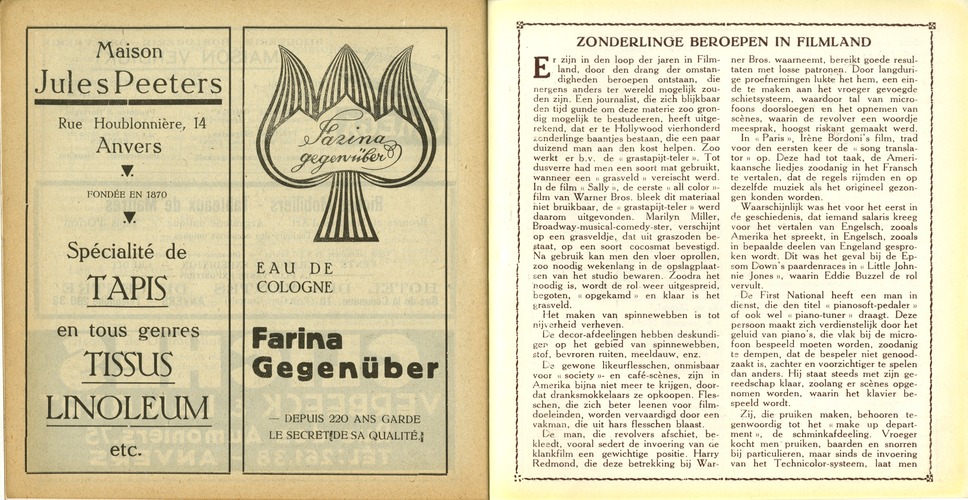 Maison
Jules Peeters
Rue Houblonnière, 14
Anvers
FONDÉE EN 1870
Spécialité de
TAPIS
en tous genres
TISSUS
LINOLEUM
etc.
Farina
gegenüber
EAU DE
COLOGNE
Farina
Gegenüber
— DEPUIS 220 ANS GARDE
LE SECRET DE SA QUALITÉ.
ZONDERLINGE BEROEPEN IN FILMLAND
Er zijn in den loop der jaren in Film-
land, door den drang der omstan-
digheden beroepen ontstaan, die
nergens anders ter wereld mogelijk zou-
den zijn. Een journalist, die zich blijkbaar
den tijd gunde om deze materie zoo gron-
dig mogelijk te bestudeeren, heeft uitge-
rekend, dat er te Hollywood vierhonderd
zonderlinge baantjes bestaan, die een paar
duizend man aan den kost helpen. Zoo
werkt er b.v. de « grastapijt-teler ». Tot
dusverre had men een soort mat gebruikt,
wanneer een « grasveld » vereischt werd.
In de film « Sally », de eerste « all color »-
film van Warner Bros. bleek dit materiaal
niet bruikbaar, de « grastapijt-teler » werd
daarom uitgevonden. Marilyn Miller,
Broadway-musical-comedy-ster, verschijnt
op een grasveldje, dat uit graszoden be-
staat, op een soort cocosmat bevestigd.
Na gebruik kan men den vloer oprollen,
zoo noodig wekenlang in de opslagplaat-
sen van het studio bewaren. Zoodra het
noodig is, wordt de rol weer uitgespreid,
begoten, « opgekamd » en klaar is het
grasveld.
Het maken van spinnewebben is tot
nijverheid verheven.
De decor-afdeelingen hebben deskundi-
gen op het gebied van spinnewebben,
stof, bevroren ruiten, meeldauw, enz.
De gewone likeurflesschen, onmisbaar
voor « society »- en café-scènes, zijn in
Amerika bijna niet meer te krijgen, door-
dat dranksmokkelaars ze opkoopen. Fles-
schen, die zich beter leenen voor film-
doeleinden, worden vervaardigd door een
vakman, die uit hars flesschen blaast.
De man, die revolvers afschiet, be-
kleedt, vooral sedert de invoering van de
klankfilm een gewichtige positie. Harry
Redmond, die deze betrekking bij War-
ner Bros. waarneemt, bereikt goede resul-
taten met losse patronen. Door langduri-
ge proefnemingen lukte het hem, een ein-
de te maken aan het vroeger gevoegde
schietsysteem, waardoor tal van micro-
foons doorsloegen en het opnemen van
scènes, waarin de revolver een woordje
meesprak, hoogst riskant gemaakt werd.
In « Paris », Irène Bordoni's film, trad
voor den eersten keer de « song transla-
tor » op. Deze had tot taak, de Ameri-
kaansche liedjes zoodanig in het Fransch
te vertalen, dat de regels rijmden en op
dezelfde muziek als het origineel gezon-
gen konden worden.
Waarschijnlijk was het voor het eerst in
de geschiedenis, dat iemand salaris kreeg
voor het vertalen van Engelsch, zooals
Amerika het spreekt, in Engelsch, zooals
in bepaalde deelen van Engeland gespro-
ken wordt. Dit was het geval bij de Ep-
som Down's paardenraces in « Little John-
nie Jones », waarin Eddie Buzzel de rol
vervult.
De First National heeft een man in
dienst, die den titel « pianosoft-pedaler »
of ook wel « piano-tuner » draagt. Deze
persoon maakt zich verdienstelijk door het
geluid van piano's, die vlak bij de micro-
foon bespeeld moeten worden, zoodanig
te dempen, dat de bespeler niet genood-
zaakt is, zachter en voorzichtiger te spelen
dan anders. Hij staat steeds met zijn ge-
reedschap klaar, zoolang er scènes opge-
nomen worden, waarin het klavier be-
speeld wordt.
Zij, die pruiken maken, behooren te-
genwoordig tot het « make up depart-
ment », de schminkafdeeling. Vroeger
kocht men pruiken, baarden en snorren
bij particulieren, maar sinds de invoering
van het Technicolor-systeem, laat men